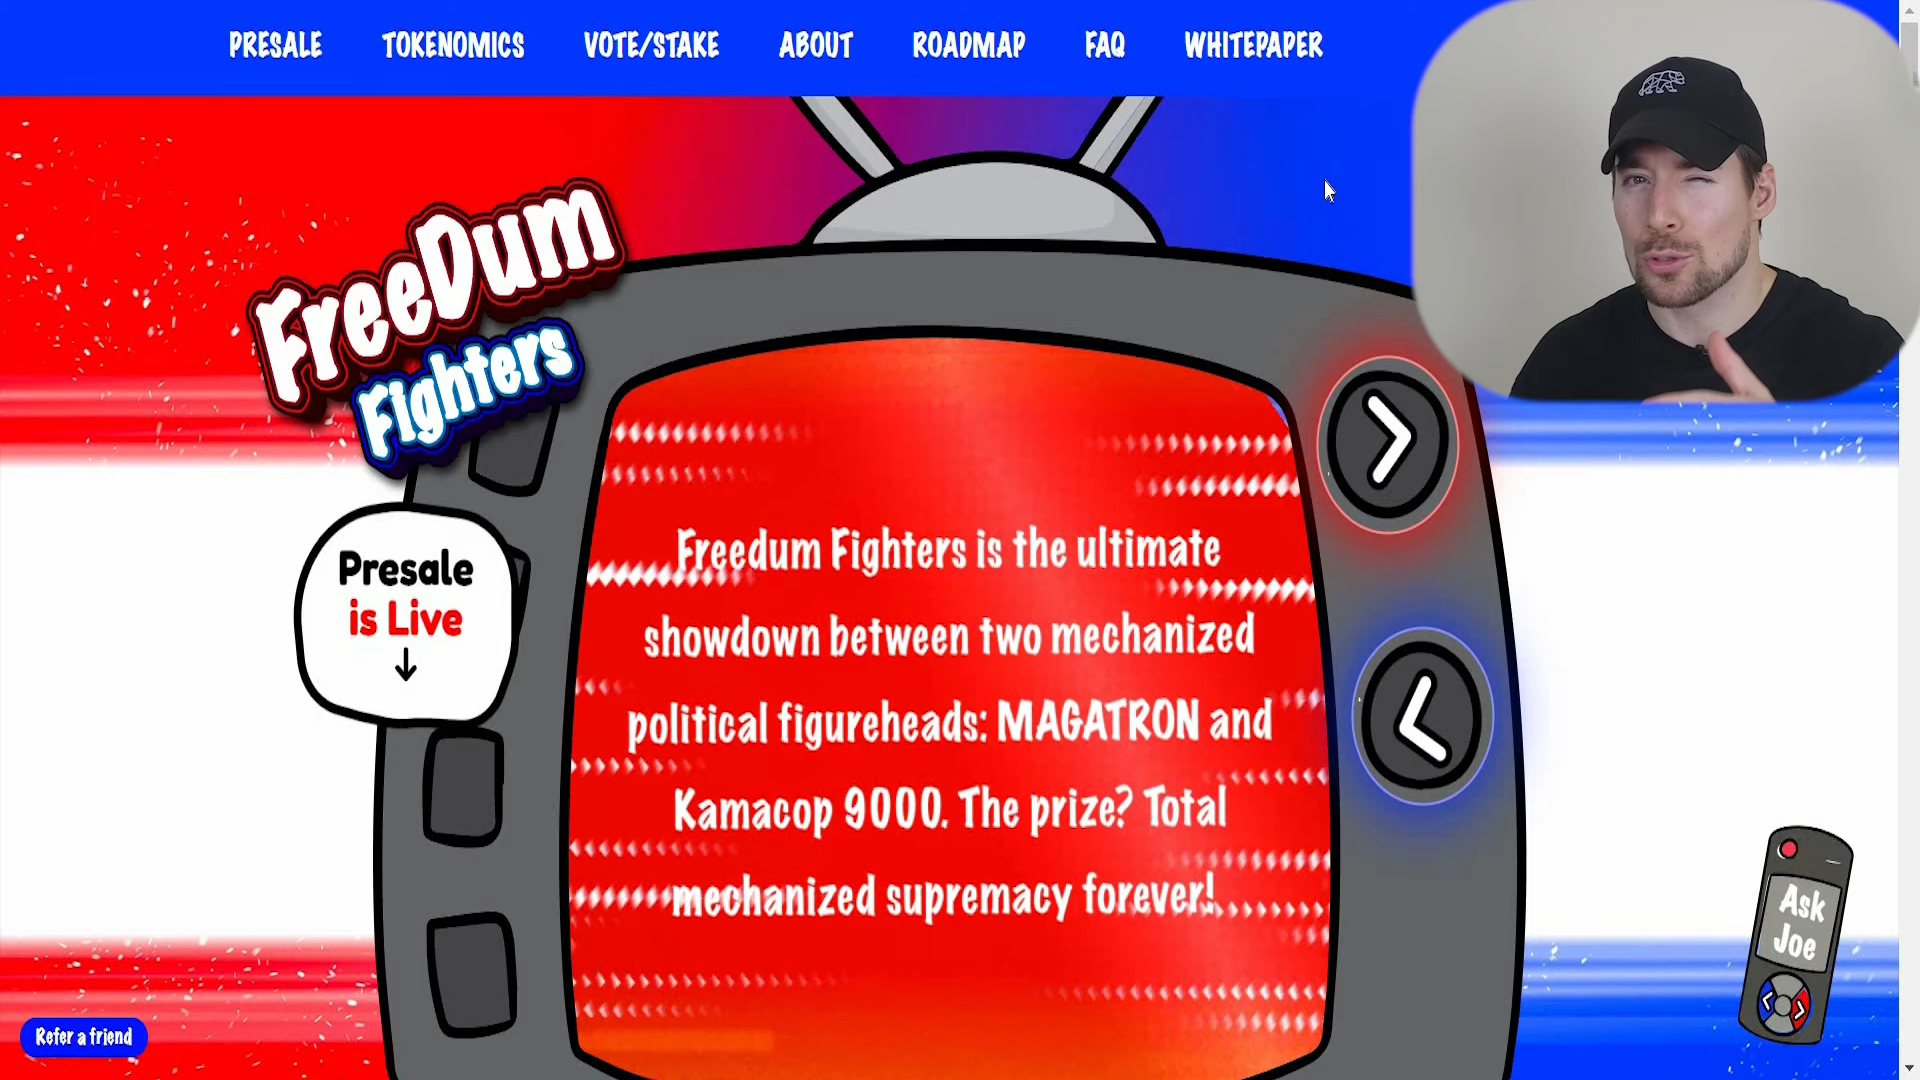 PRESALE TOKENOMICS VOTE/STAKE ABOUT ROADMAP FAQ WHITEPAPER
FreeDum
Fighters
Presale
is Live
Freedum Fighters is the ultimate
showdown between two mechanized
political figureheads: MAGATRON and
Kamacop 9000. The prize? Total
mechanized supremacy forever!
Ask
Joe
Refer a friend